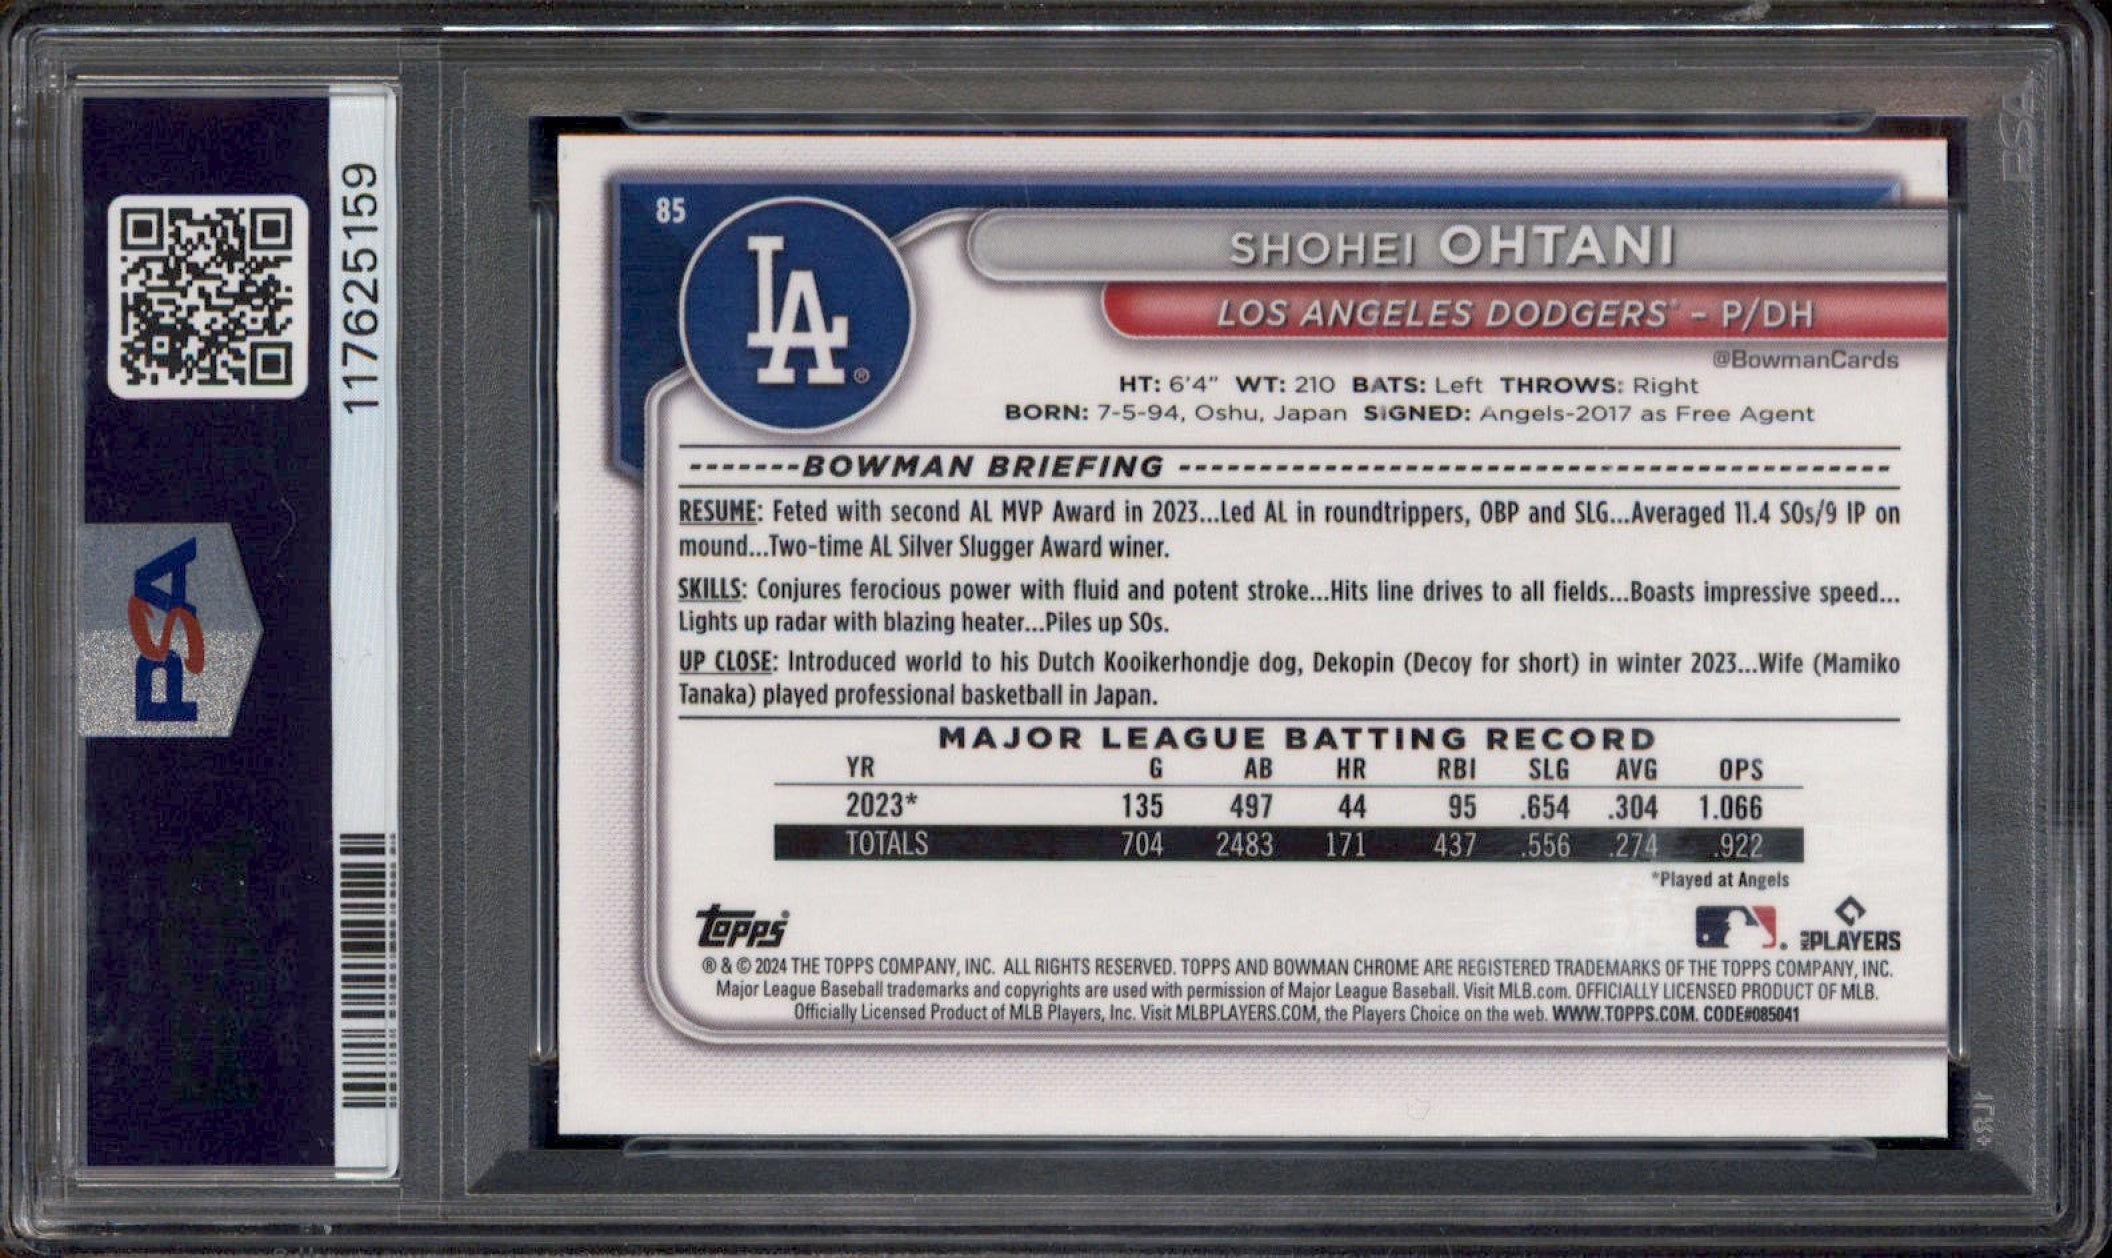 117625159
PSA
85
LA
®
SHOHEI OHTANI
LOS ANGELES DODGERS® – P/DH
@BowmanCards
HT: 6'4" WT: 210 BATS: Left THROWS: Right
BORN: 7-5-94, Oshu, Japan SIGNED: Angels-2017 as Free Agent
BOWMAN BRIEFING
RESUME: Feted with second AL MVP Award in 2023...Led AL in roundtrippers, OBP and SLG...Averaged 11.4 SOs/9 IP on
mound...Two-time AL Silver Slugger Award winer.
SKILLS: Conjures ferocious power with fluid and potent stroke...Hits line drives to all fields...Boasts impressive speed...
Lights up radar with blazing heater...Piles up SOs.
UP CLOSE: Introduced world to his Dutch Kooikerhondje dog, Dekopin (Decoy for short) in winter 2023...Wife (Mamiko
Tanaka) played professional basketball in Japan.
MAJOR LEAGUE BATTING RECORD
YR G AB HR RBI SLG AVG OPS
2023* 135 497 44 95 .654 .304 1.066
TOTALS 704 2483 171 437 .556 .274 .922
*Played at Angels
Topps
MLB PLAYERS
® & © 2024 THE TOPPS COMPANY, INC. ALL RIGHTS RESERVED. TOPPS AND BOWMAN CHROME ARE REGISTERED TRADEMARKS OF THE TOPPS COMPANY, INC.
Major League Baseball trademarks and copyrights are used with permission of Major League Baseball. Visit MLB.com. OFFICIALLY LICENSED PRODUCT OF MLB.
Officially Licensed Product of MLB Players, Inc. Visit MLBPLAYERS.COM, the Players Choice on the web. WWW.TOPPS.COM. CODE#085041
PSA